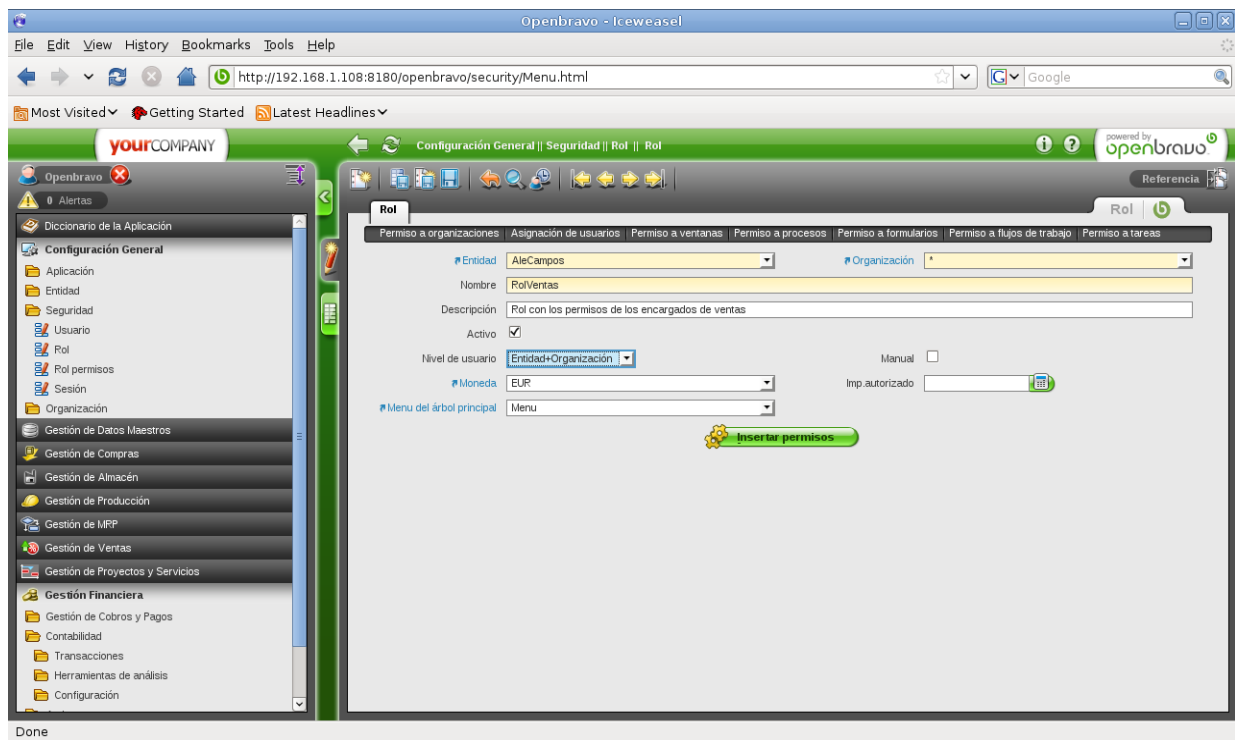 Openbravo - Iceweasel
File Edit View History Bookmarks Tools Help
http://192.168.1.108:8180/openbravo/security/Menu.html
Google
Most Visited Getting Started Latest Headlines
yourCOMPANY
Configuración General || Seguridad || Rol || Rol
powered by openbravo
Openbravo
0 Alertas
Referencia
Rol
Rol
Permiso a organizaciones Asignación de usuarios Permiso a ventanas Permiso a procesos Permiso a formularios Permiso a flujos de trabajo Permiso a tareas
Diccionario de la Aplicación
Configuración General
Aplicación
Entidad
Seguridad
Usuario
Rol
Rol permisos
Sesión
Organización
Gestión de Datos Maestros
Gestión de Compras
Gestión de Almacén
Gestión de Producción
Gestión de MRP
Gestión de Ventas
Gestión de Proyectos y Servicios
Gestión Financiera
Gestión de Cobros y Pagos
Contabilidad
Transacciones
Herramientas de análisis
Configuración
Entidad AleCampos Organización *
Nombre RolVentas
Descripción Rol con los permisos de los encargados de ventas
Activo
Nivel de usuario Entidad+Organización Manual
Moneda EUR Imp.autorizado
Menu del árbol principal Menu
Insertar permisos
Done